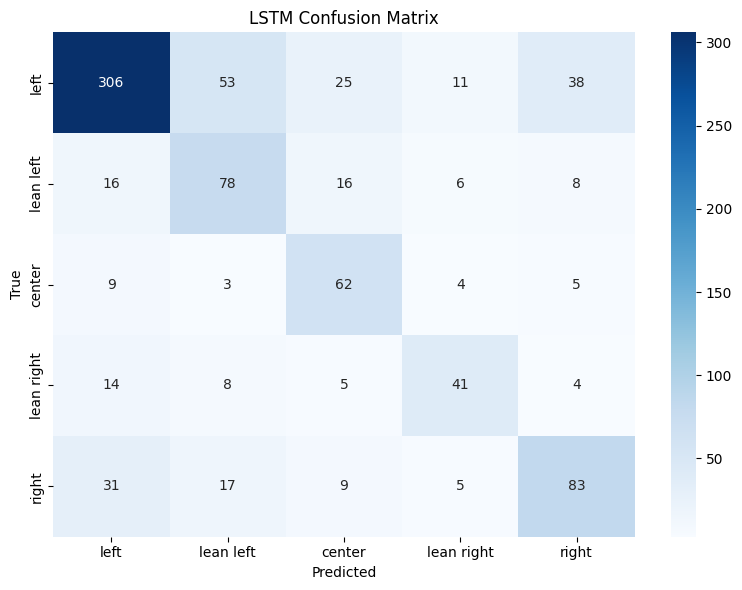 LSTM Confusion Matrix
left 306 53 25 11 38
lean left 16 78 16 6 8
center 9 3 62 4 5
lean right 14 8 5 41 4
right 31 17 9 5 83
left lean left center lean right right
Predicted
True
300
250
200
150
100
50